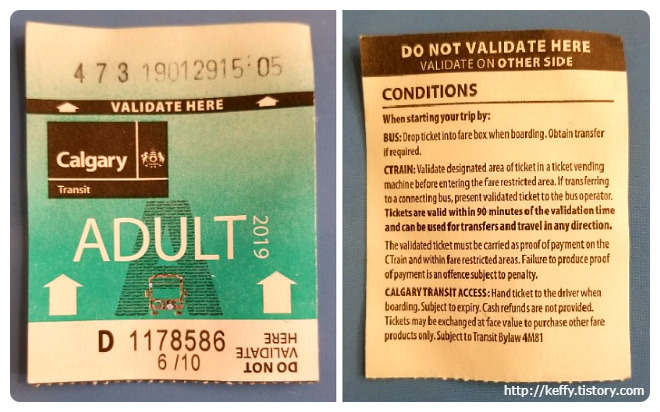 4 7 3 1901291505
VALIDATE HERE
Calgary
Transit
ADULT 2019
D 1178586
6 /10
DO NOT
VALIDATE
HERE
DO NOT VALIDATE HERE
VALIDATE ON OTHER SIDE
CONDITIONS
When starting your trip by:
BUS: Drop ticket into fare box when boarding. Obtain transfer
if required.
CTRAIN: Validate designated area of ticket in a ticket vending
machine before entering the fare restricted area. If transferring
to a connecting bus, present validated ticket to the bus operator.
Tickets are valid within 90 minutes of the validation time
and can be used for transfers and travel in any direction.
The validated ticket must be carried as proof of payment on the
CTrain and within fare restricted areas. Failure to produce proof
of payment is an offence subject to penalty.
CALGARY TRANSIT ACCESS: Hand ticket to the driver when
boarding. Subject to expiry. Cash refunds are not provided.
Tickets may be exchanged at face value to purchase other fare
products only. Subject to Transit Bylaw 4M81
http://keffy.tistory.com